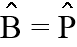 B̂ = P̂